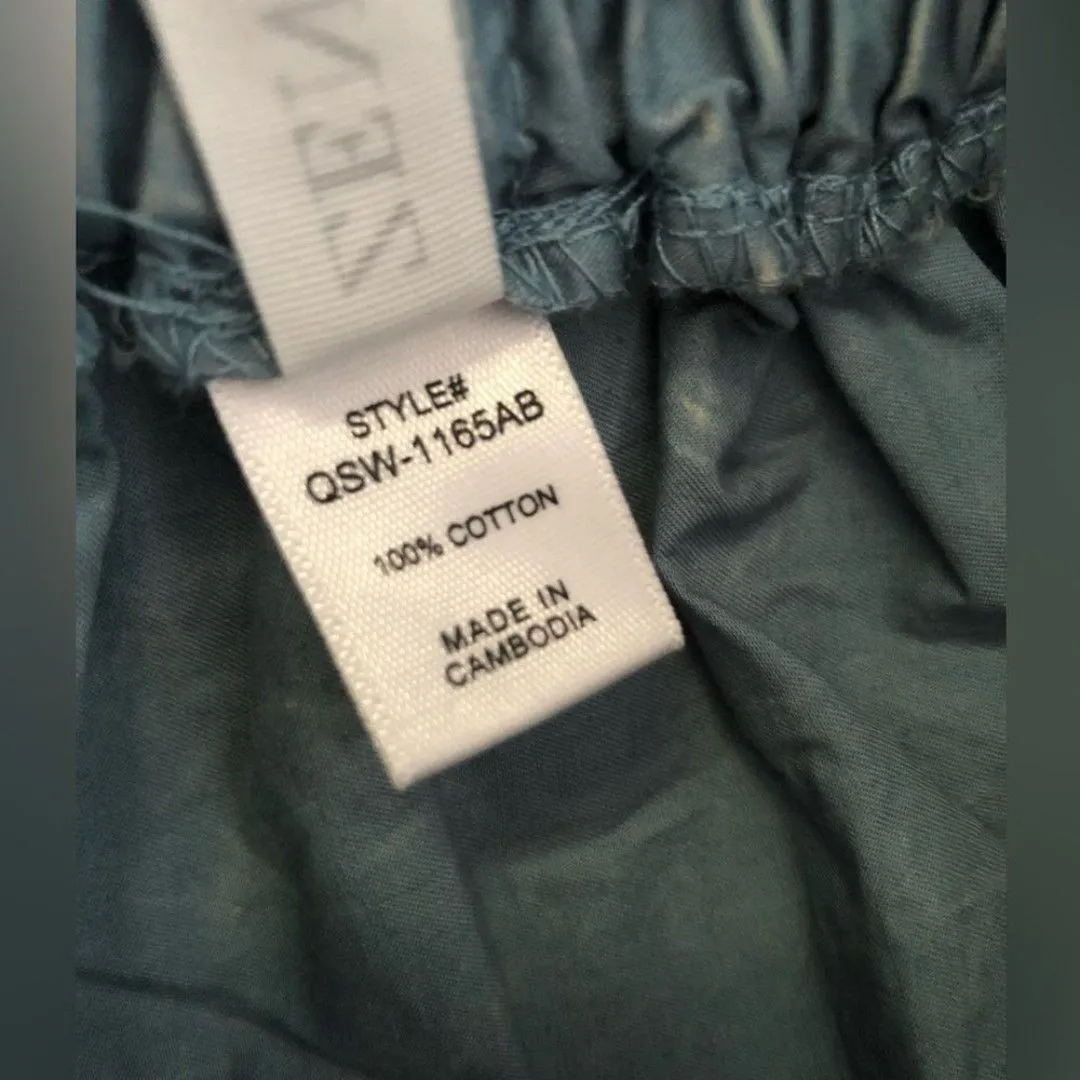 STYLE#
QSW-1165AB
100% COTTON
MADE IN
CAMBODIA